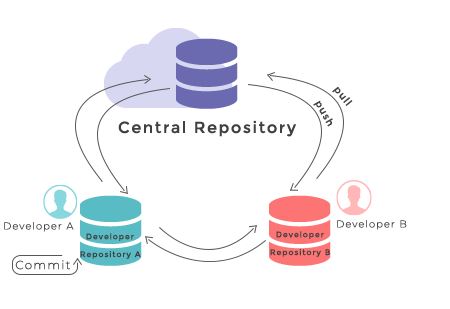 pull
push
Central Repository
Developer A
Developer
Repository A
Commit
Developer B
Developer
Repository B